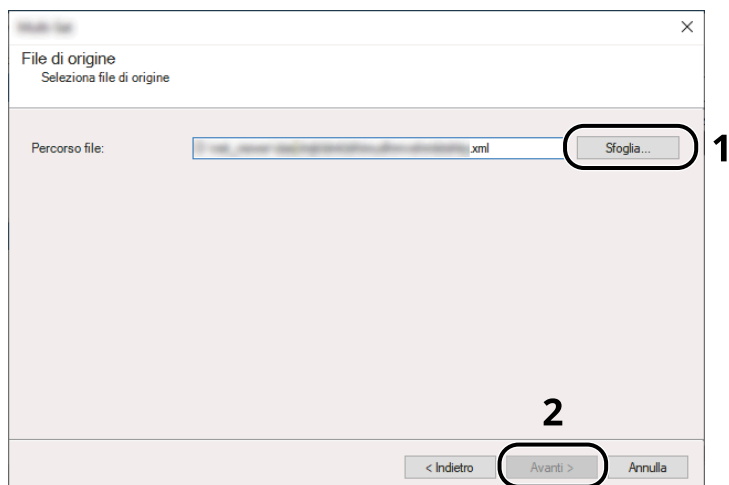 File di origine
Seleziona file di origine
Percorso file:
.xml
Sfoglia...
1
2
< Indietro
Avanti >
Annulla